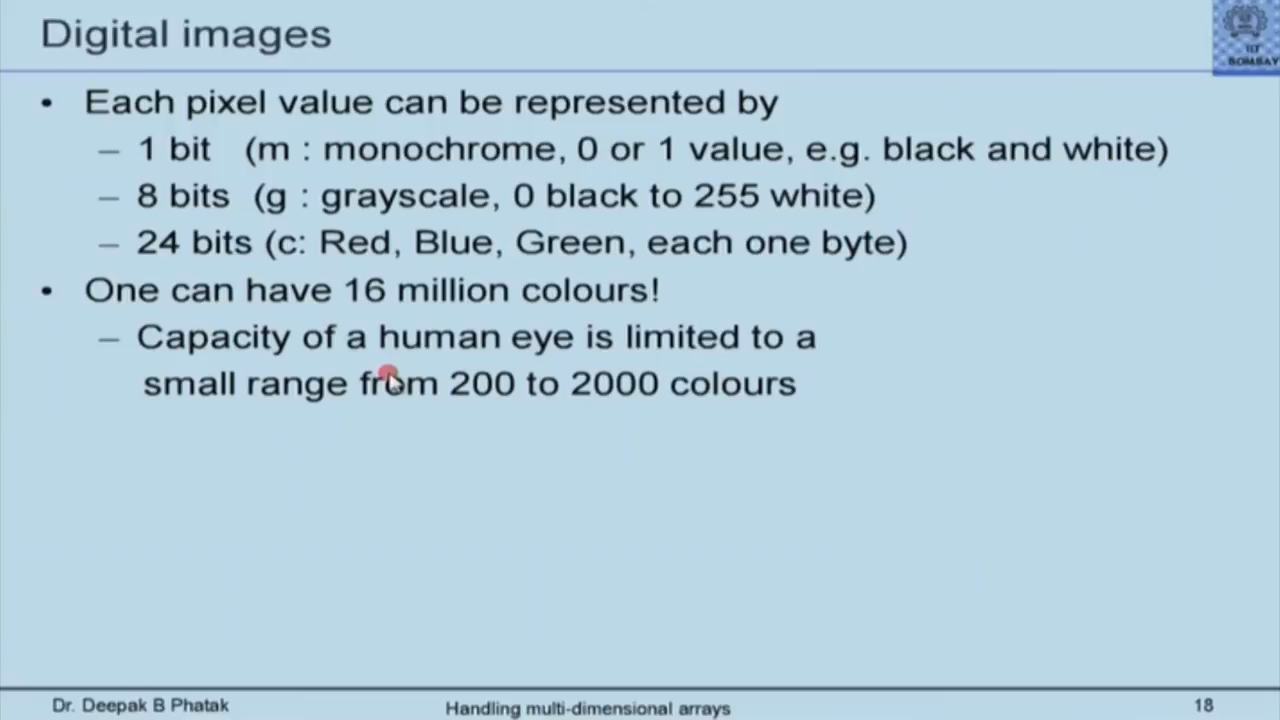 Digital images
IIT
BOMBAY
• Each pixel value can be represented by
– 1 bit (m : monochrome, 0 or 1 value, e.g. black and white)
– 8 bits (g : grayscale, 0 black to 255 white)
– 24 bits (c: Red, Blue, Green, each one byte)
• One can have 16 million colours!
– Capacity of a human eye is limited to a
small range from 200 to 2000 colours
Dr. Deepak B Phatak
Handling multi-dimensional arrays
18